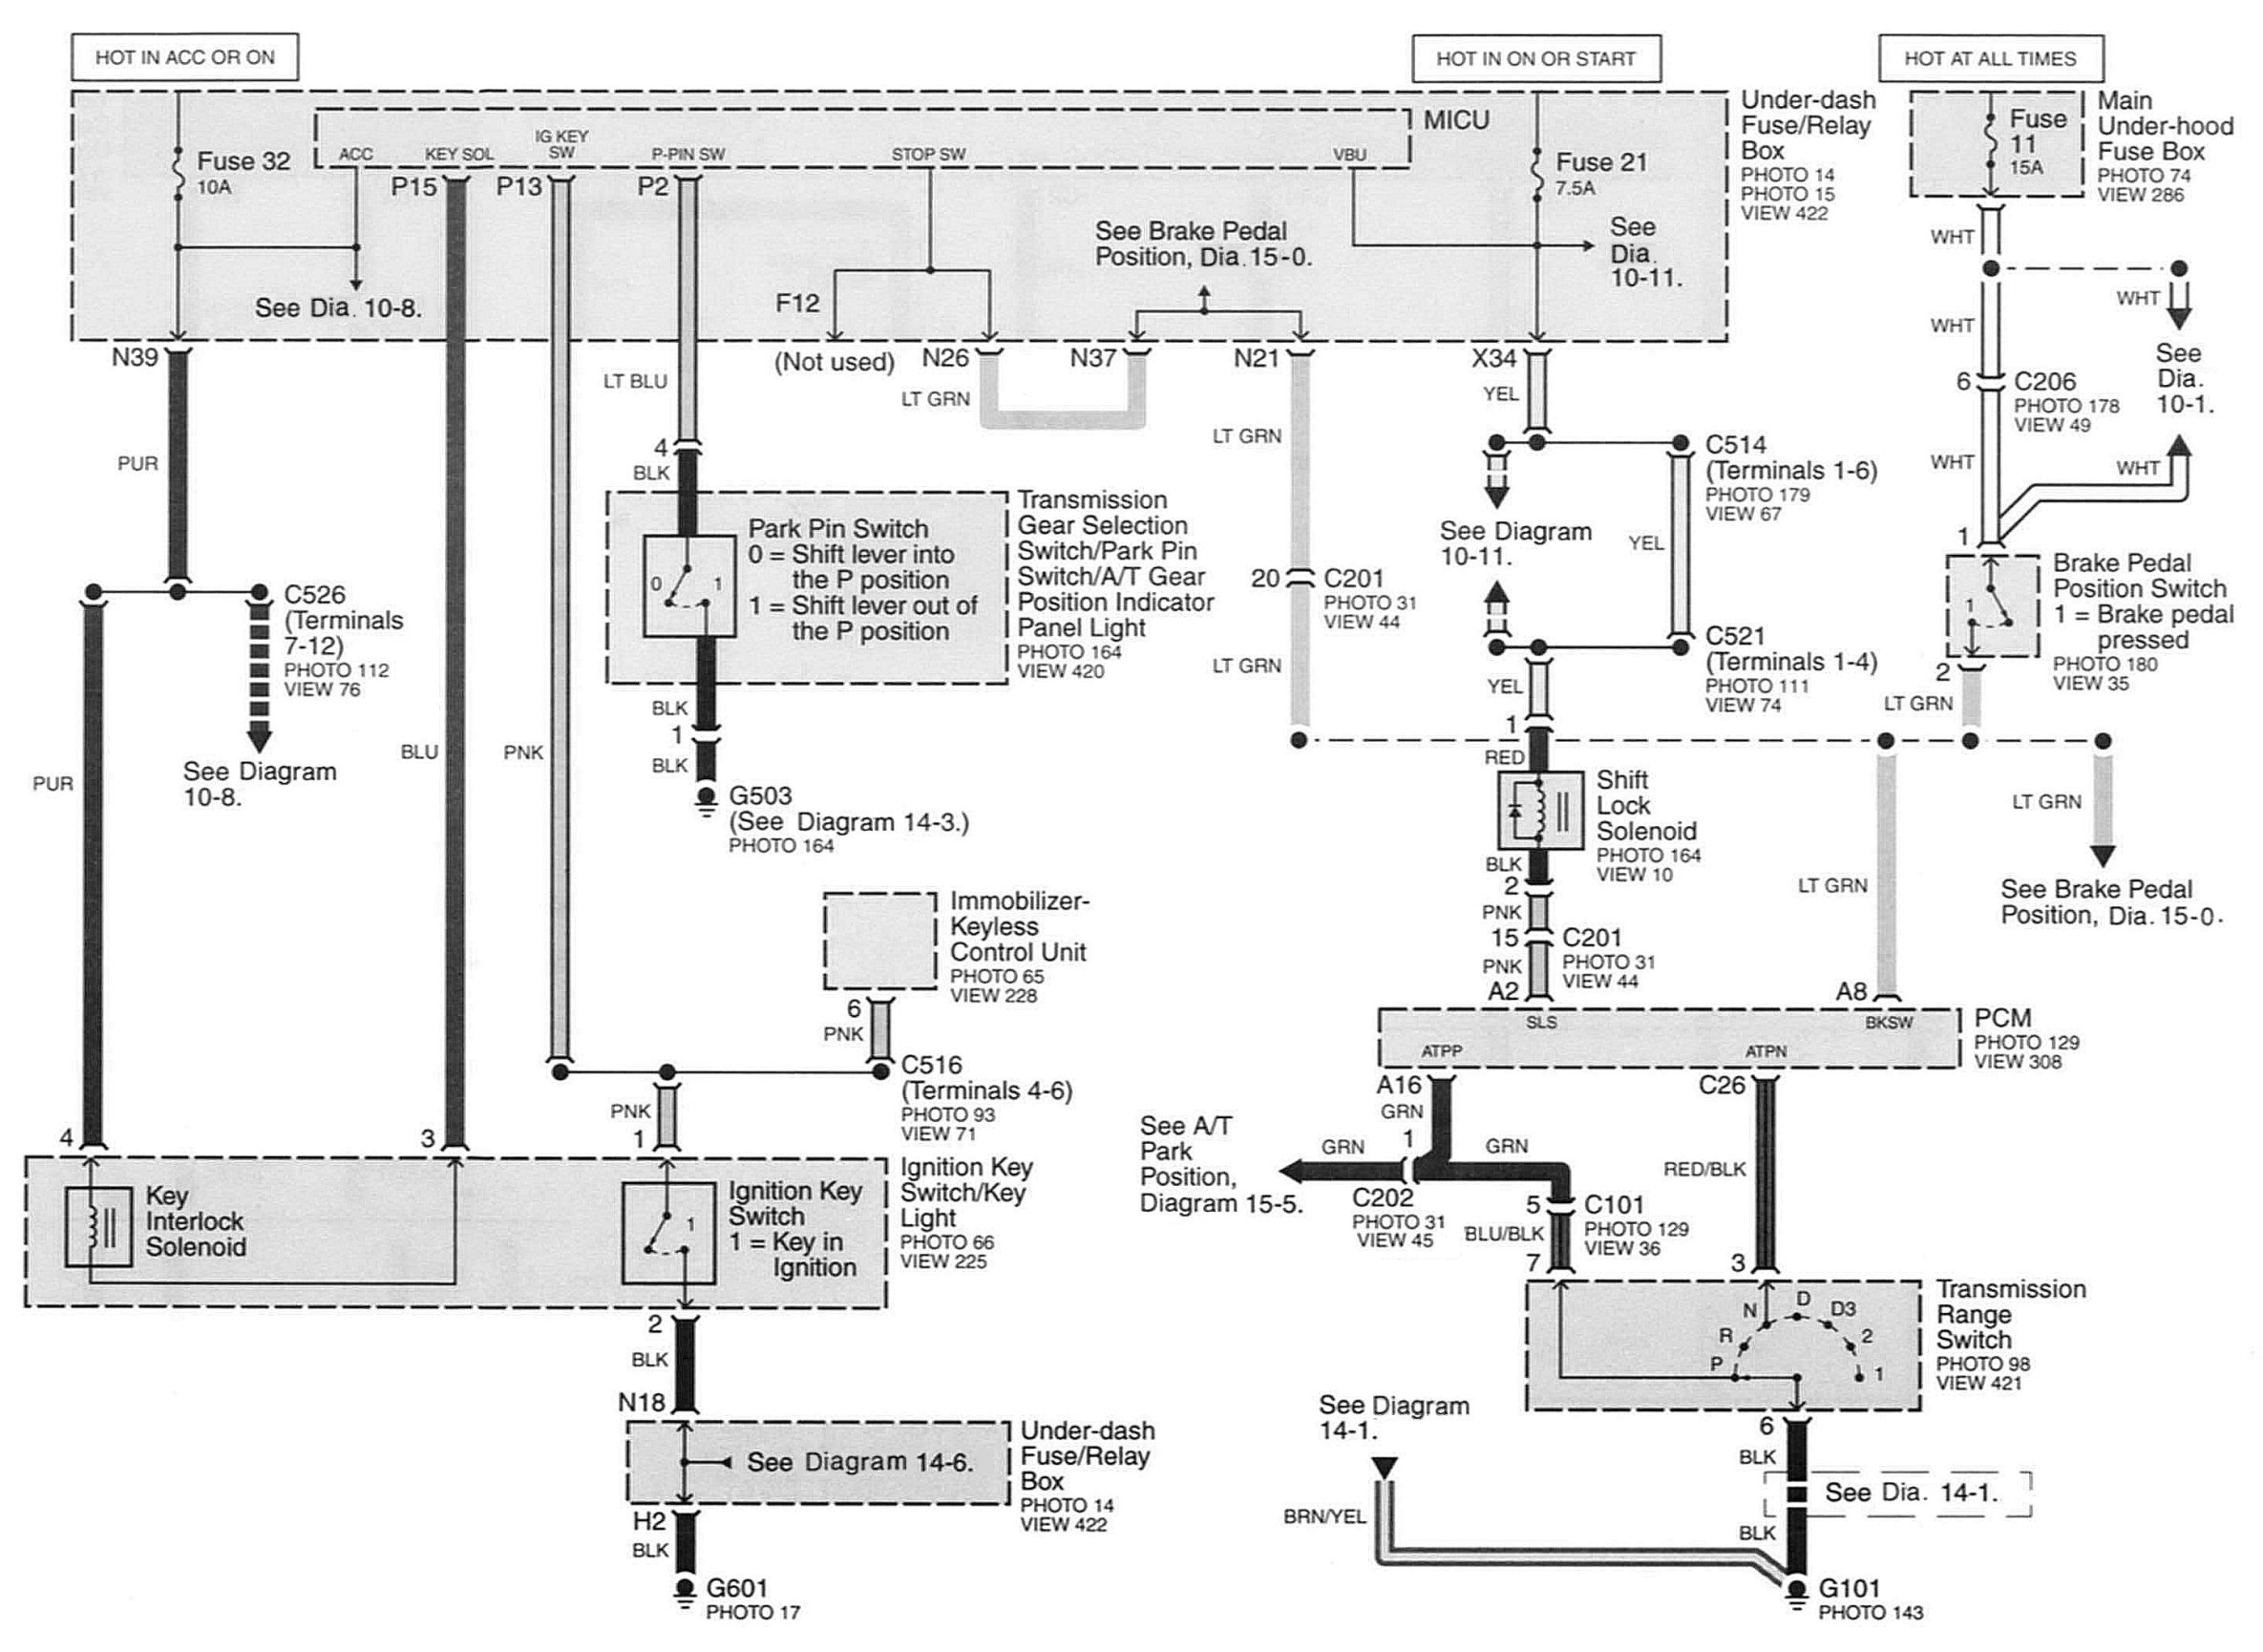 HOT IN ACC OR ON
HOT IN ON OR START
HOT AT ALL TIMES
MICU
ACC
KEY SOL
IG KEY
SW
P-PIN SW
STOP SW
VBU
Fuse 32
10A
P15
P13
P2
Fuse 21
7.5A
Under-dash
Fuse/Relay
Box
PHOTO 14
PHOTO 15
VIEW 422
Fuse
11
15A
Main
Under-hood
Fuse Box
PHOTO 74
VIEW 286
See Dia. 10-8.
F12
See Brake Pedal
Position, Dia. 15-0.
See
Dia.
10-11.
WHT
WHT
WHT
See
Dia.
10-1.
N39
(Not used)
N26
N37
N21
X34
LT BLU
LT GRN
LT GRN
YEL
6
C206
PHOTO 178
VIEW 49
PUR
4
BLK
C514
(Terminals 1-6)
PHOTO 179
VIEW 67
WHT
WHT
Park Pin Switch
0 = Shift lever into
the P position
1 = Shift lever out of
the P position
0
1
Transmission
Gear Selection
Switch/Park Pin
Switch/A/T Gear
Position Indicator
Panel Light
PHOTO 164
VIEW 420
See Diagram
10-11.
YEL
1
Brake Pedal
Position Switch
1 = Brake pedal
pressed
PHOTO 180
VIEW 35
1
2
20
C201
PHOTO 31
VIEW 44
C526
(Terminals
7-12)
PHOTO 112
VIEW 76
C521
(Terminals 1-4)
PHOTO 111
VIEW 74
LT GRN
YEL
LT GRN
BLK
1
BLK
1
RED
See Diagram
10-8.
BLU
PNK
PUR
G503
(See Diagram 14-3.)
PHOTO 164
Shift
Lock
Solenoid
PHOTO 164
VIEW 10
LT GRN
BLK
2
PNK
LT GRN
See Brake Pedal
Position, Dia. 15-0.
Immobilizer-
Keyless
Control Unit
PHOTO 65
VIEW 228
15
C201
PHOTO 31
VIEW 44
PNK
A2
A8
6
PNK
SLS
BKSW
ATPP
ATPN
PCM
PHOTO 129
VIEW 308
C516
(Terminals 4-6)
PHOTO 93
VIEW 71
PNK
1
4
3
A16
GRN
C26
See A/T
Park
Position,
Diagram 15-5.
GRN
1
GRN
C202
PHOTO 31
VIEW 45
RED/BLK
5
C101
PHOTO 129
VIEW 36
BLU/BLK
7
3
Key
Interlock
Solenoid
Ignition Key
Switch
1 = Key in
Ignition
1
Ignition Key
Switch/Key
Light
PHOTO 66
VIEW 225
2
BLK
N18
Transmission
Range
Switch
PHOTO 98
VIEW 421
P
R
N
D
D3
2
1
6
BLK
See Dia. 14-1.
BLK
See Diagram
14-1.
BRN/YEL
See Diagram 14-6.
Under-dash
Fuse/Relay
Box
PHOTO 14
VIEW 422
H2
BLK
G601
PHOTO 17
G101
PHOTO 143